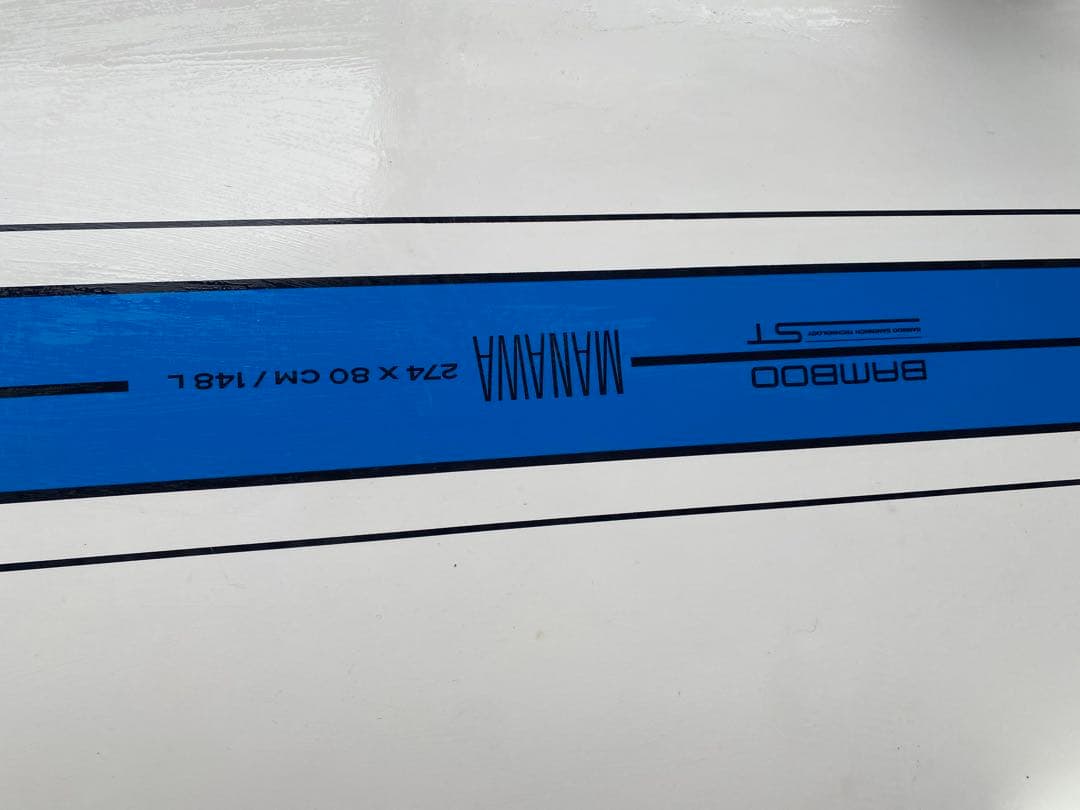 BAMBOO
ST
BAMBOO SANDWICH TECHNOLOGY
MANAWA
274 X 80 CM / 148 L